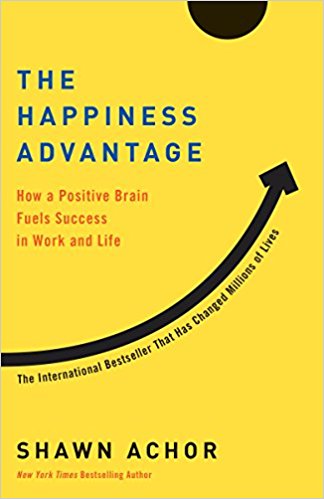 THE
HAPPINESS
ADVANTAGE
How a Positive Brain
Fuels Success
in Work and Life
The International Bestseller That Has Changed Millions of Lives
SHAWN ACHOR
New York Times Bestselling Author